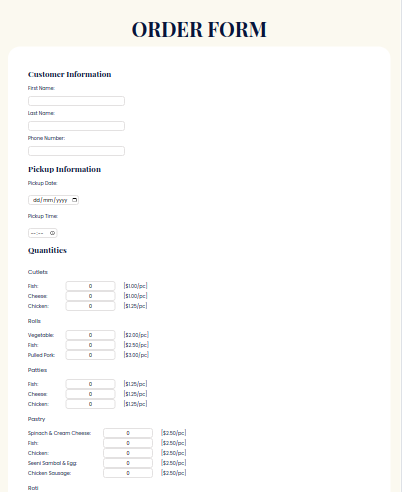 ORDER FORM
Customer Information
First Name:
Last Name:
Phone Number:
Pickup Information
Pickup Date:
dd/mm/yyyy
Pickup Time:
--:--
Quantities
Cutlets
Fish: 0 [$1.00/pc]
Cheese: 0 [$1.00/pc]
Chicken: 0 [$1.25/pc]
Rolls
Vegetable: 0 [$2.00/pc]
Fish: 0 [$2.50/pc]
Pulled Pork: 0 [$3.00/pc]
Patties
Fish: 0 [$1.25/pc]
Cheese: 0 [$1.25/pc]
Chicken: 0 [$1.25/pc]
Pastry
Spinach & Cream Cheese: 0 [$2.50/pc]
Fish: 0 [$2.50/pc]
Chicken: 0 [$2.50/pc]
Seeni Sambol & Egg: 0 [$2.50/pc]
Chicken Sausage: 0 [$2.50/pc]
Roti